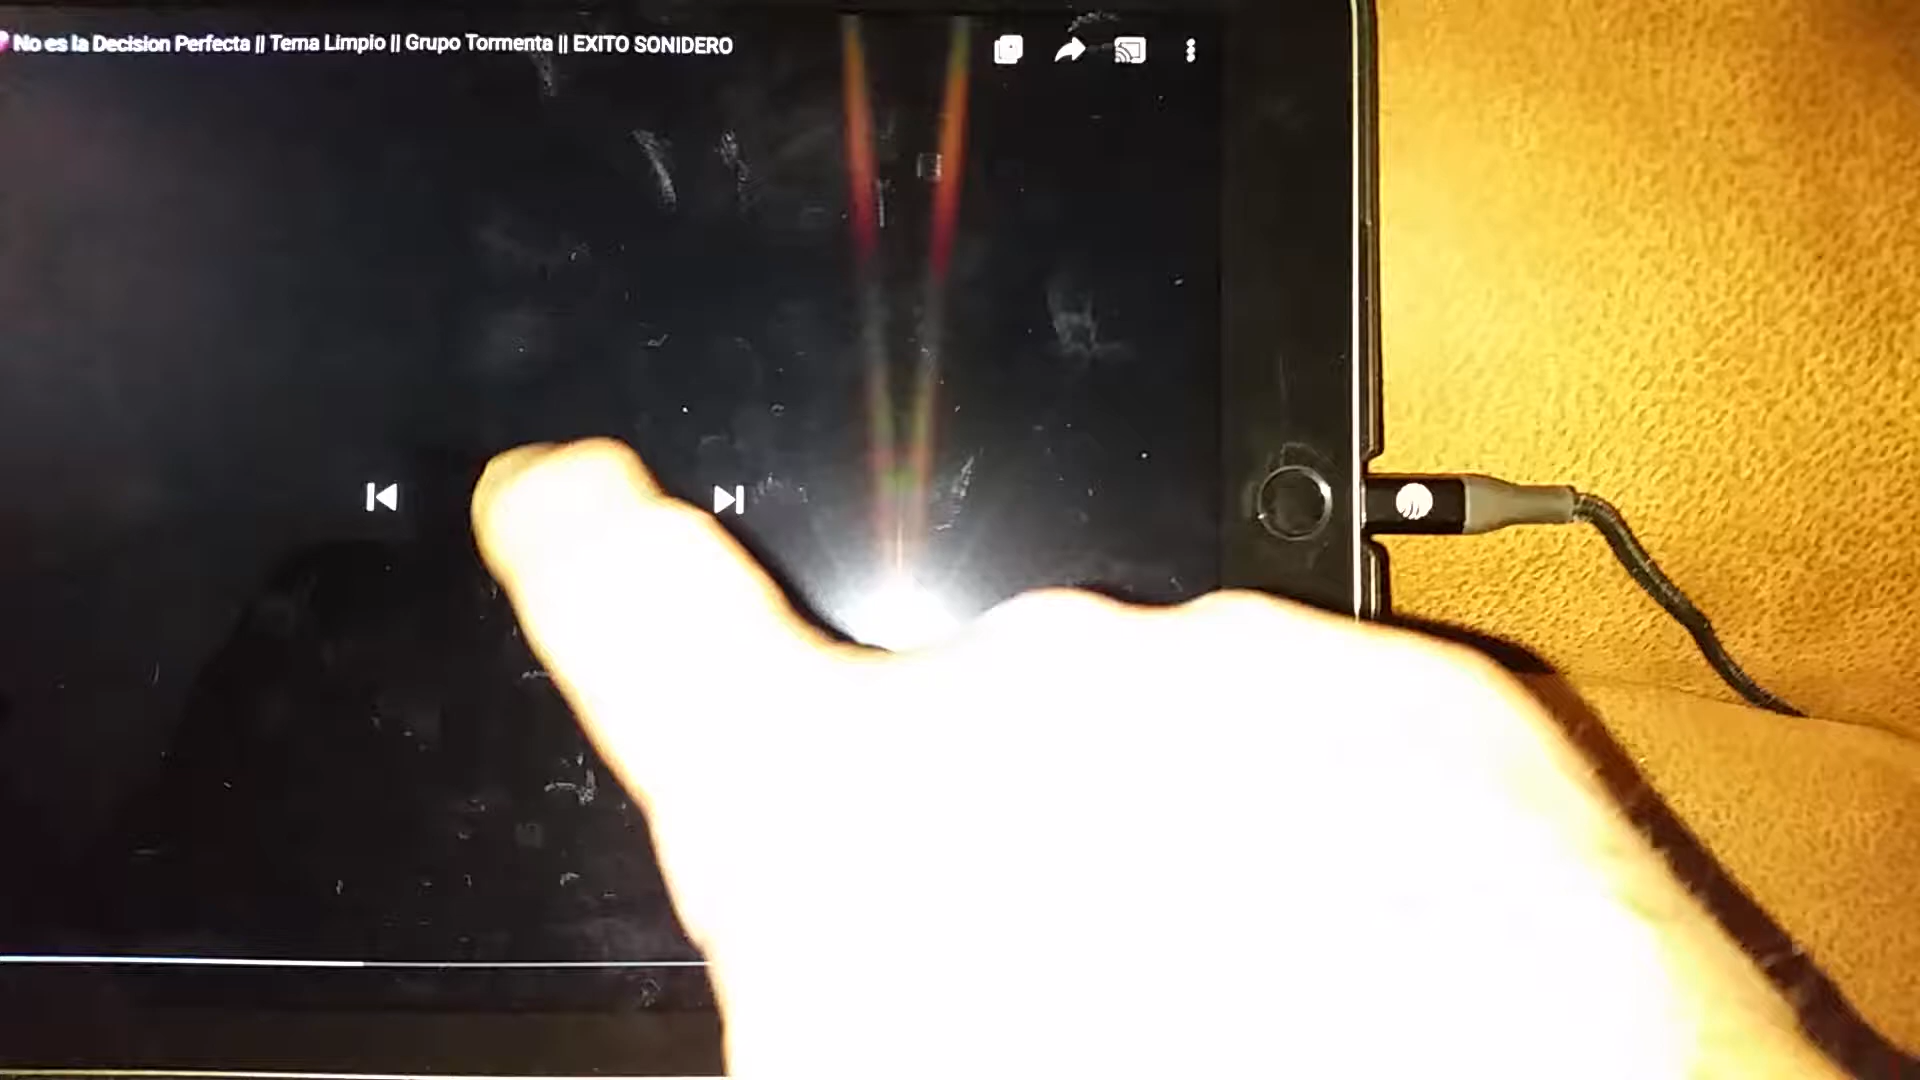 No es la Decision Perfecta || Tema Limpio || Grupo Tormenta || EXITO SONIDERO